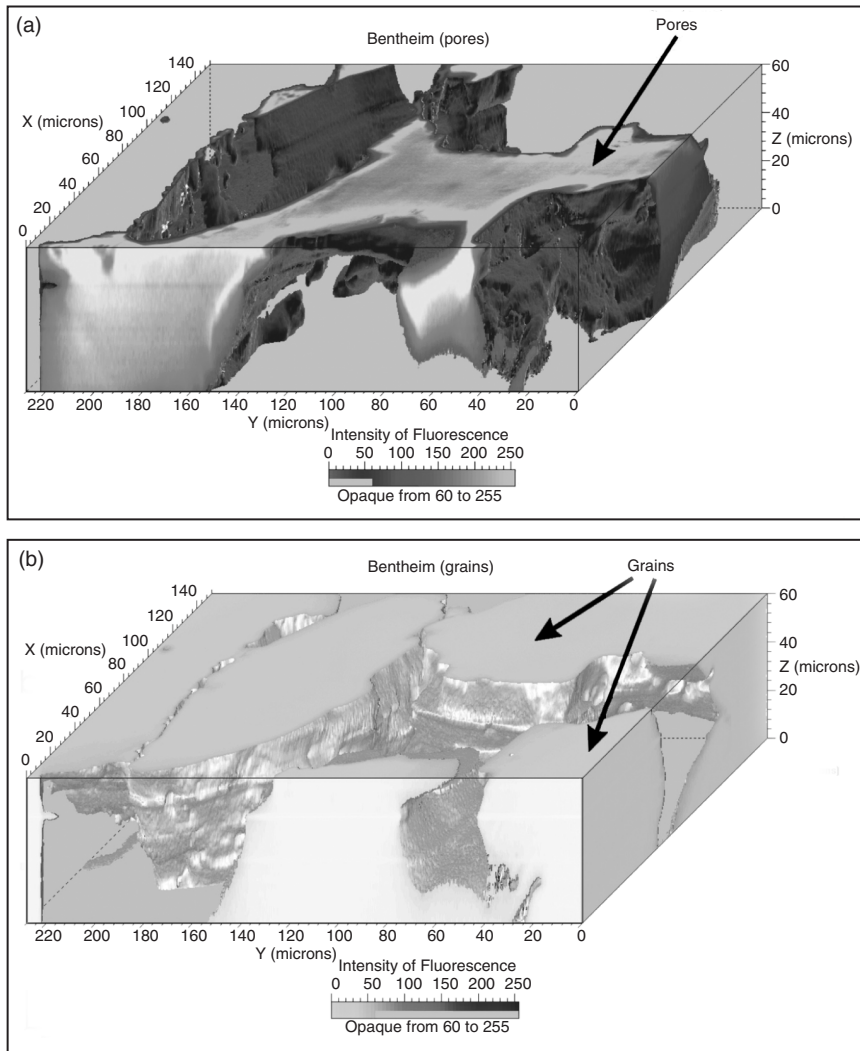 (a)
Bentheim (pores)
Pores
X (microns)
140
120
100
80
60
40
20
0
60
40
Z (microns)
20
0
220 200 180 160 140 120 100 80 60 40 20 0
Y (microns)
Intensity of Fluorescence
0 50 100 150 200 250
Opaque from 60 to 255
(b)
Bentheim (grains)
Grains
X (microns)
140
120
100
80
60
40
20
0
60
40
Z (microns)
20
0
220 200 180 160 140 120 100 80 60 40 20 0
Y (microns)
Intensity of Fluorescence
0 50 100 150 200 250
Opaque from 60 to 255